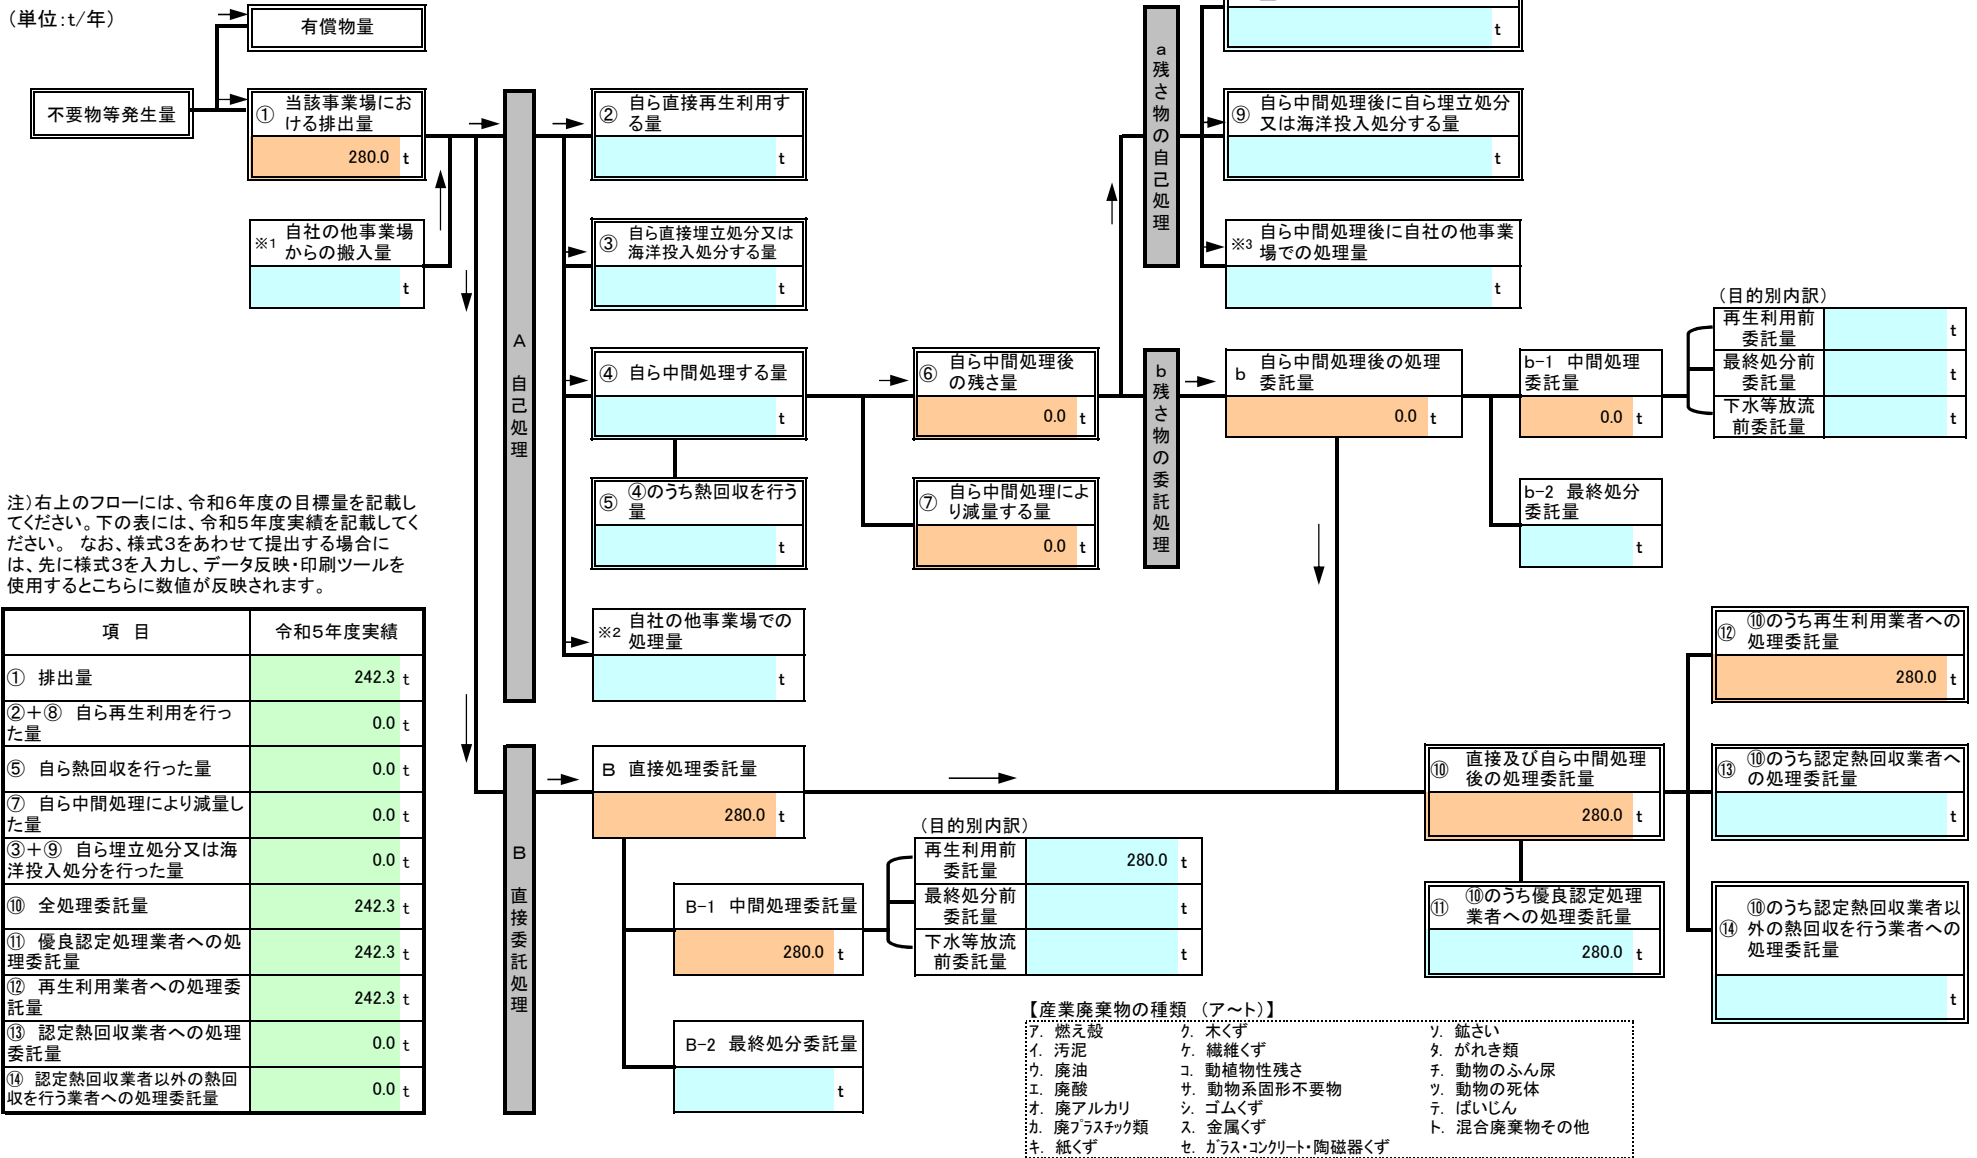 （単位:t/年）
有償物量
不要物等発生量
① 当該事業場にお
ける排出量
280.0 t
※1 自社の他事業場
からの搬入量
t
A 自己処理
② 自ら直接再生利用す
る量
t
③ 自ら直接埋立処分又は
海洋投入処分する量
t
④ 自ら中間処理する量
t
⑤ ④のうち熱回収を行う
量
t
※2 自社の他事業場での
処理量
t
⑥ 自ら中間処理後
の残さ量
0.0 t
⑦ 自ら中間処理によ
り減量する量
0.0 t
a 残さ物の自己処理
t
⑨ 自ら中間処理後に自ら埋立処分
又は海洋投入処分する量
t
※3 自ら中間処理後に自社の他事業
場での処理量
t
b 残さ物の委託処理
b 自ら中間処理後の処理
委託量
0.0 t
b-1 中間処理
委託量
0.0 t
（目的別内訳）
再生利用前
委託量
t
最終処分前
委託量
t
下水等放流
前委託量
t
b-2 最終処分
委託量
t
注）右上のフローには、令和6年度の目標量を記載し
てください。下の表には、令和5年度実績を記載してく
ださい。 なお、様式3をあわせて提出する場合に
は、先に様式3を入力し、データ反映・印刷ツールを
使用するとこちらに数値が反映されます。
項 目 令和5年度実績
① 排出量 242.3 t
②＋⑧ 自ら再生利用を行っ
た量 0.0 t
⑤ 自ら熱回収を行った量 0.0 t
⑦ 自ら中間処理により減量し
た量 0.0 t
③＋⑨ 自ら埋立処分又は海
洋投入処分を行った量 0.0 t
⑩ 全処理委託量 242.3 t
⑪ 優良認定処理業者への処
理委託量 242.3 t
⑫ 再生利用業者への処理委
託量 242.3 t
⑬ 認定熱回収業者への処理
委託量 0.0 t
⑭ 認定熱回収業者以外の熱回
収を行う業者への処理委託量 0.0 t
B 直接委託処理
B 直接処理委託量
280.0 t
B-1 中間処理委託量
280.0 t
B-2 最終処分委託量
t
（目的別内訳）
再生利用前
委託量
280.0 t
最終処分前
委託量
t
下水等放流
前委託量
t
⑩ 直接及び自ら中間処理
後の処理委託量
280.0 t
⑪ ⑩のうち優良認定処理
業者への処理委託量
280.0 t
⑫ ⑩のうち再生利用業者への
処理委託量
280.0 t
⑬ ⑩のうち認定熱回収業者へ
の処理委託量
t
⑭ ⑩のうち認定熱回収業者以
外の熱回収を行う業者への
処理委託量
t
【産業廃棄物の種類 （ア～ト）】
ア. 燃え殻 ク. 木くず ソ. 鉱さい
イ. 汚泥 ケ. 繊維くず タ. がれき類
ウ. 廃油 コ. 動植物性残さ チ. 動物のふん尿
エ. 廃酸 サ. 動物系固形不要物 ツ. 動物の死体
オ. 廃アルカリ シ. ゴムくず テ. ばいじん
カ. 廃プラスチック類 ス. 金属くず ト. 混合廃棄物その他
キ. 紙くず セ. ガラス・コンクリート・陶磁器くず